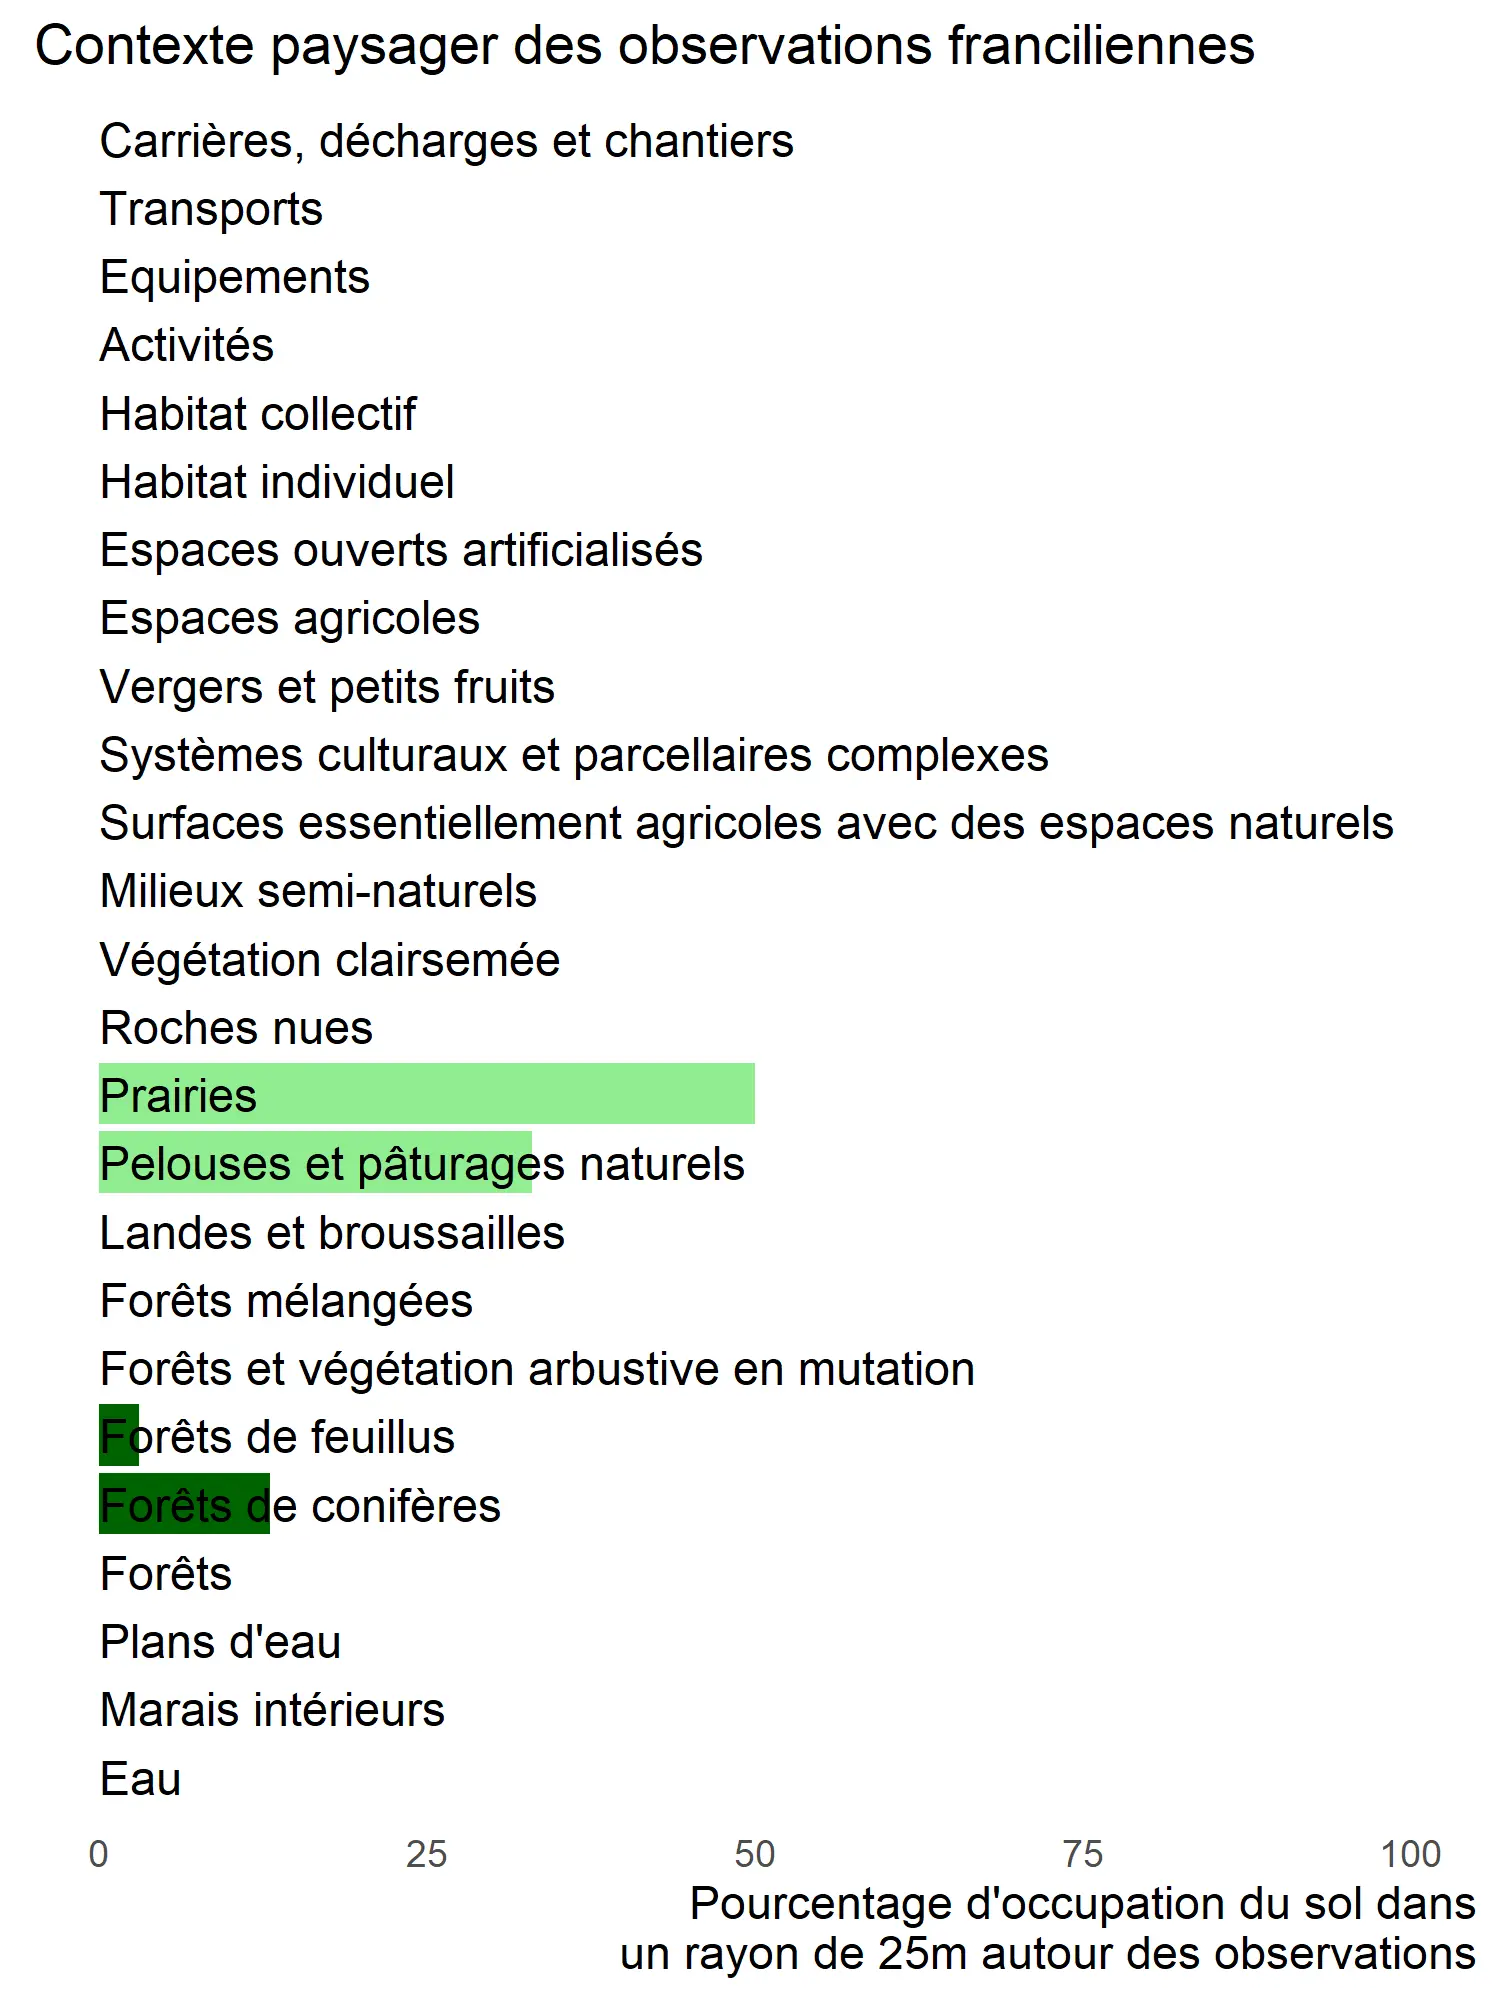 Contexte paysager des observations franciliennes
Carrières, décharges et chantiers
Transports
Equipements
Activités
Habitat collectif
Habitat individuel
Espaces ouverts artificialisés
Espaces agricoles
Vergers et petits fruits
Systèmes culturaux et parcellaires complexes
Surfaces essentiellement agricoles avec des espaces naturels
Milieux semi-naturels
Végétation clairsemée
Roches nues
Prairies
Pelouses et pâturages naturels
Landes et broussailles
Forêts mélangées
Forêts et végétation arbustive en mutation
Forêts de feuillus
Forêts de conifères
Forêts
Plans d'eau
Marais intérieurs
Eau
0 25 50 75 100
Pourcentage d'occupation du sol dans
un rayon de 25m autour des observations